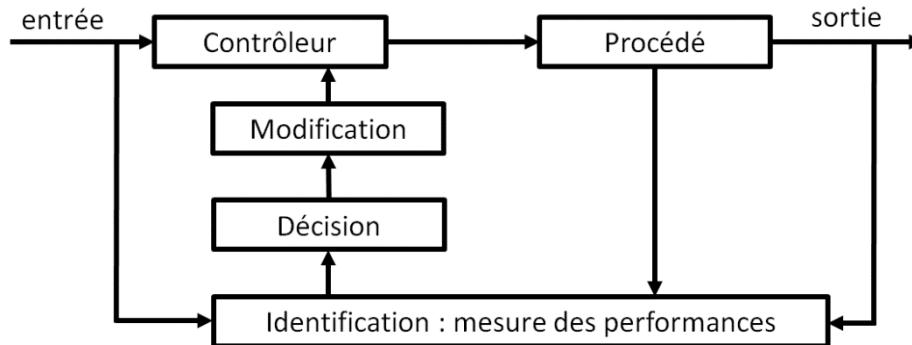 entrée
sortie
Contrôleur
Procédé
Modification
Décision
Identification : mesure des performances